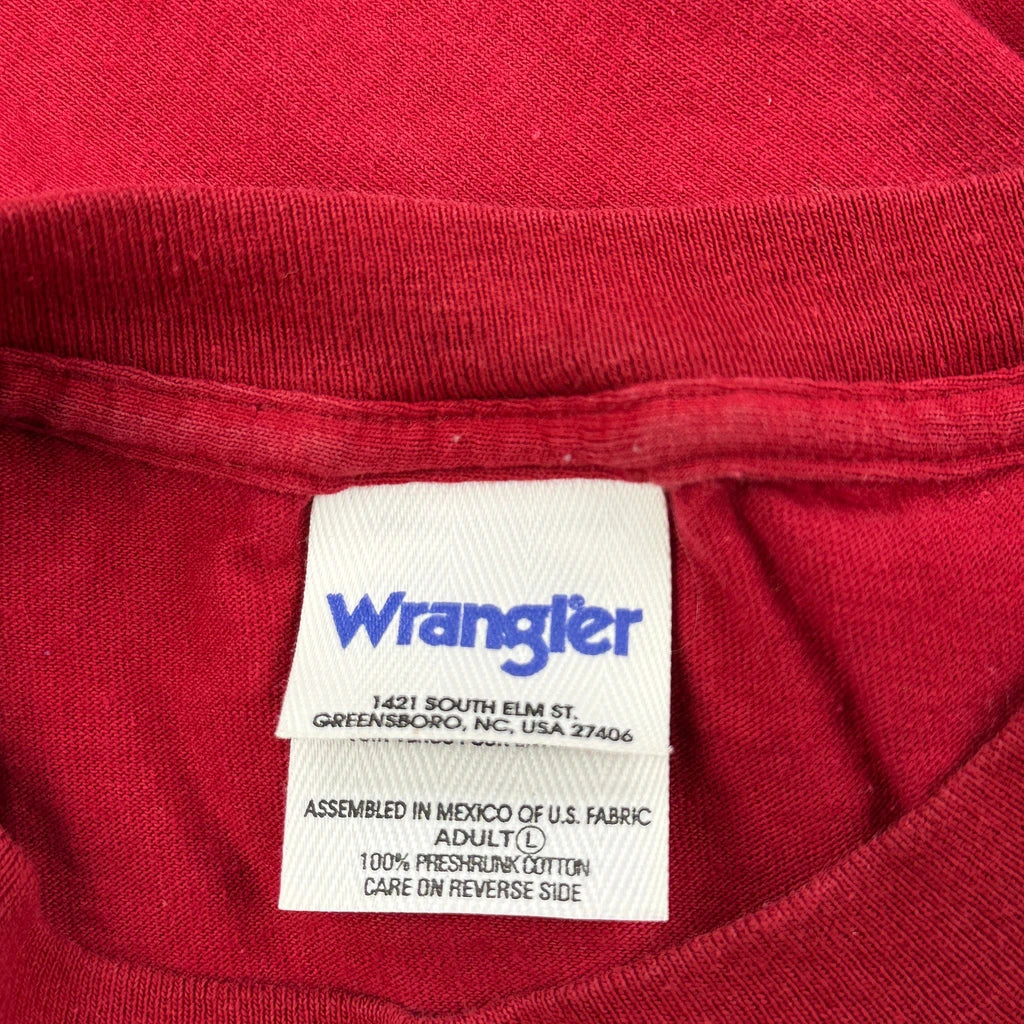 Wrangler
1421 SOUTH ELM ST.
GREENSBORO, NC, USA 27406
ASSEMBLED IN MEXICO OF U.S. FABRIC
ADULT L
100% PRESHRUNK COTTON
CARE ON REVERSE SIDE